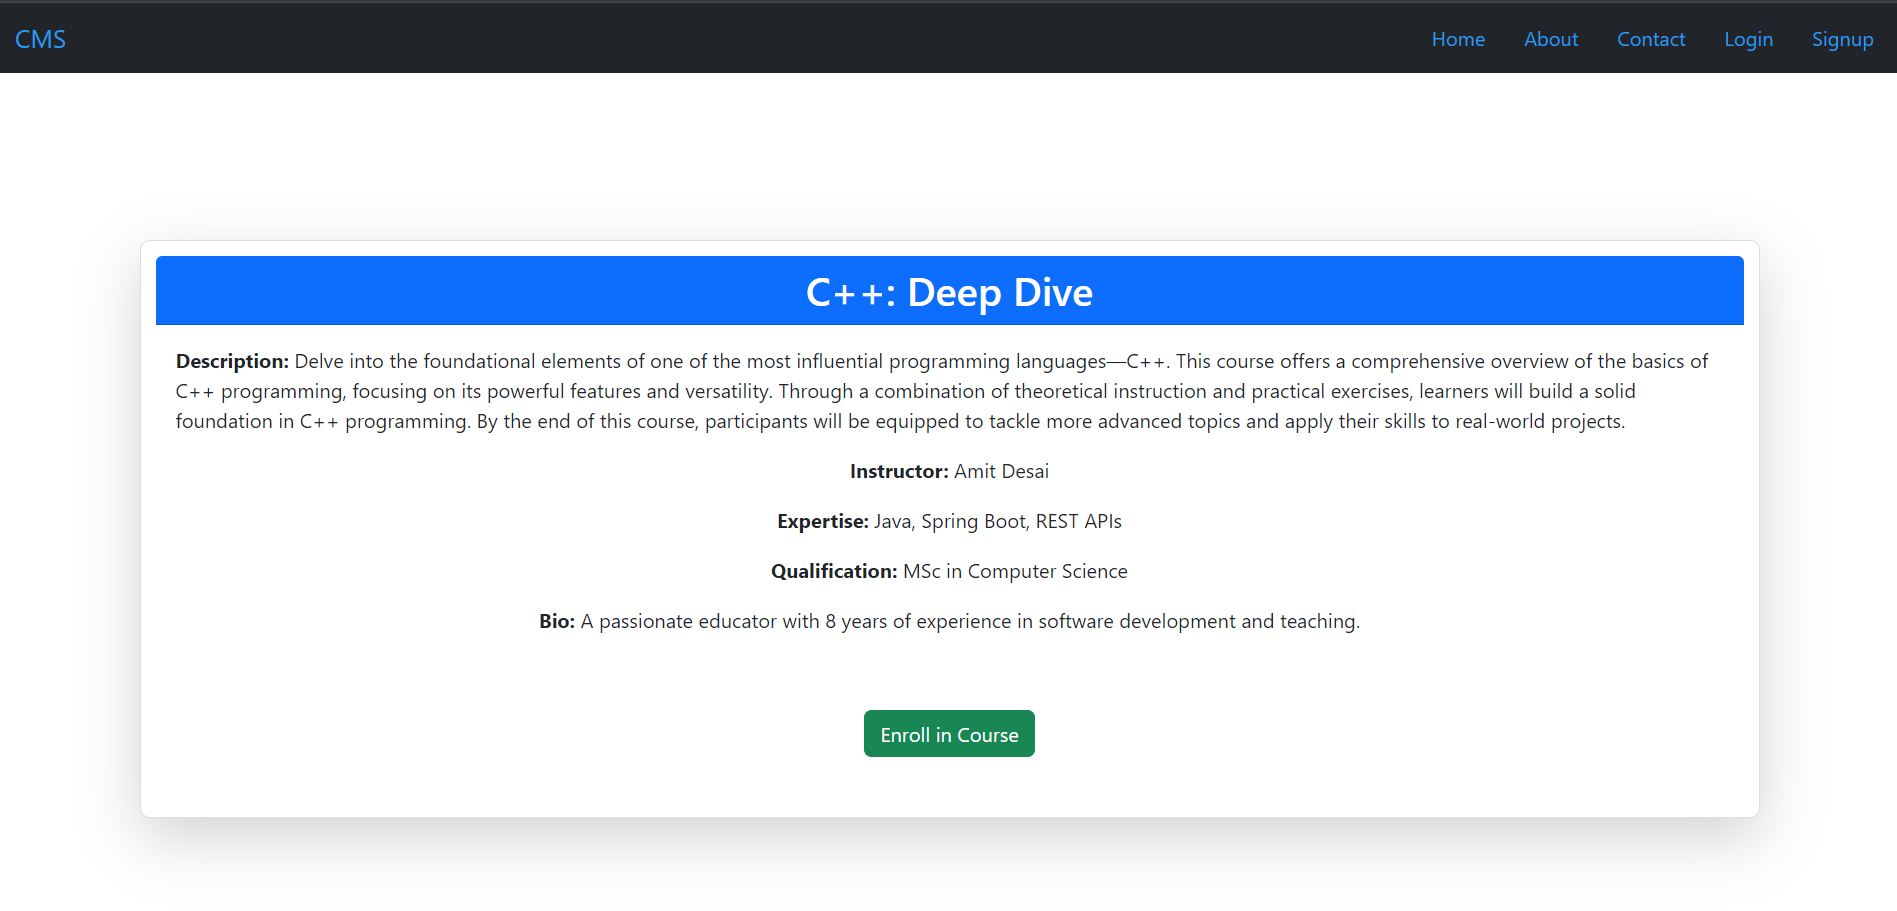 CMS
Home About Contact Login Signup
C++: Deep Dive
Description: Delve into the foundational elements of one of the most influential programming languages—C++. This course offers a comprehensive overview of the basics of
C++ programming, focusing on its powerful features and versatility. Through a combination of theoretical instruction and practical exercises, learners will build a solid
foundation in C++ programming. By the end of this course, participants will be equipped to tackle more advanced topics and apply their skills to real-world projects.
Instructor: Amit Desai
Expertise: Java, Spring Boot, REST APIs
Qualification: MSc in Computer Science
Bio: A passionate educator with 8 years of experience in software development and teaching.
Enroll in Course